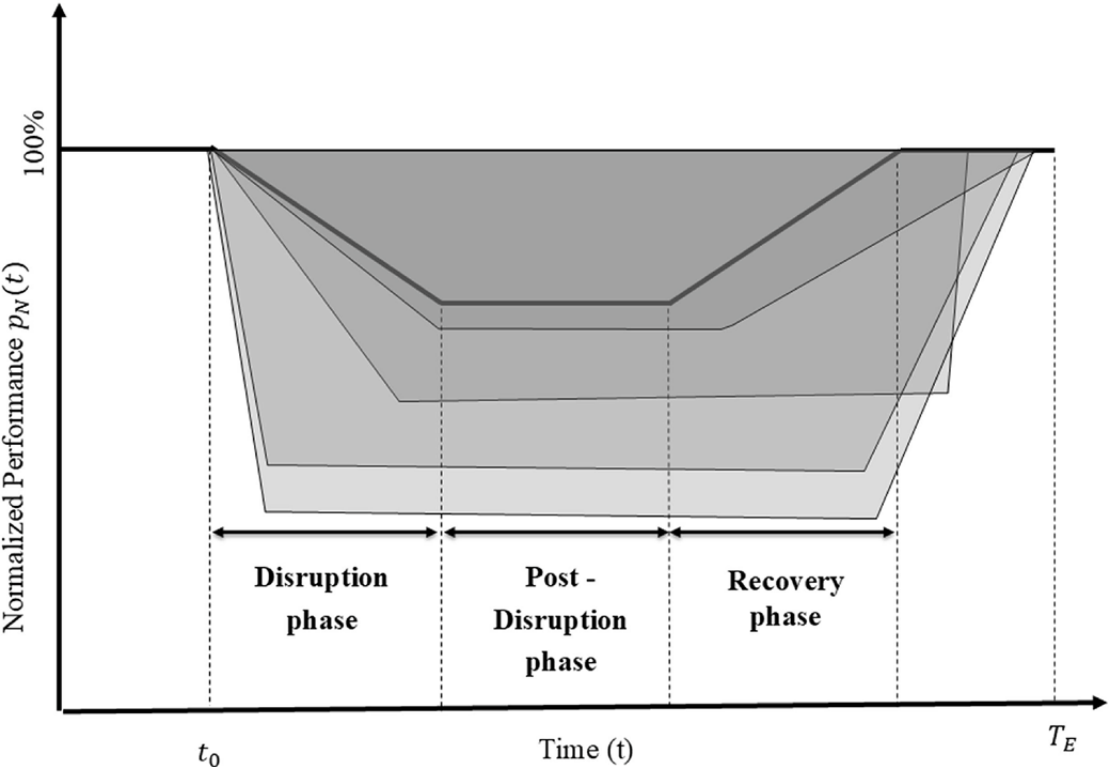 100%
Normalized Performance p_N(t)
Disruption
phase
Post -
Disruption
phase
Recovery
phase
t_0
Time (t)
T_E